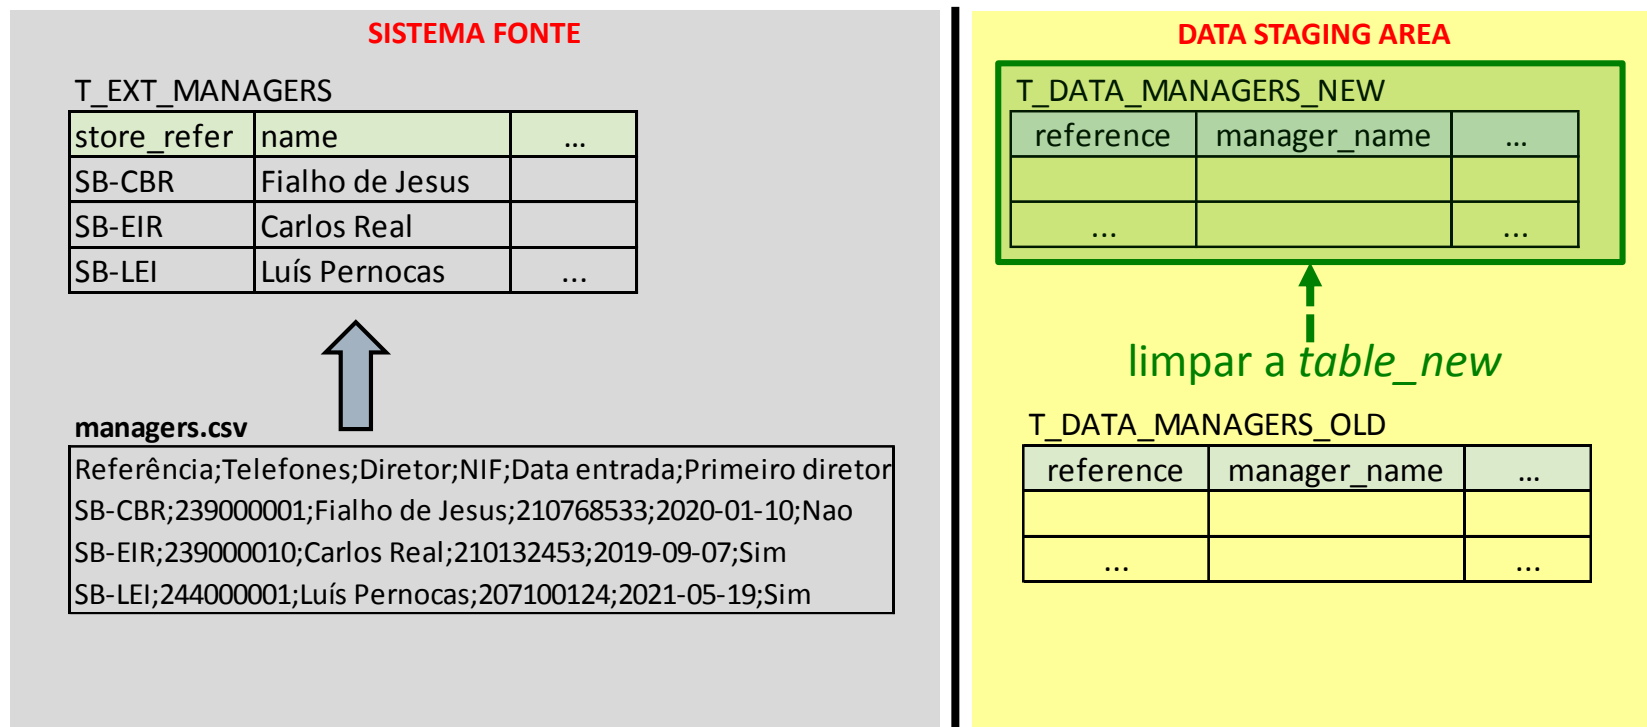 SISTEMA FONTE
T_EXT_MANAGERS
store_refer name ...
SB-CBR Fialho de Jesus
SB-EIR Carlos Real
SB-LEI Luís Pernocas ...
managers.csv
Referência;Telefones;Diretor;NIF;Data entrada;Primeiro diretor
SB-CBR;239000001;Fialho de Jesus;210768533;2020-01-10;Nao
SB-EIR;239000010;Carlos Real;210132453;2019-09-07;Sim
SB-LEI;244000001;Luís Pernocas;207100124;2021-05-19;Sim
DATA STAGING AREA
T_DATA_MANAGERS_NEW
reference manager_name ...
... ...
limpar a table_new
T_DATA_MANAGERS_OLD
reference manager_name ...
... ...